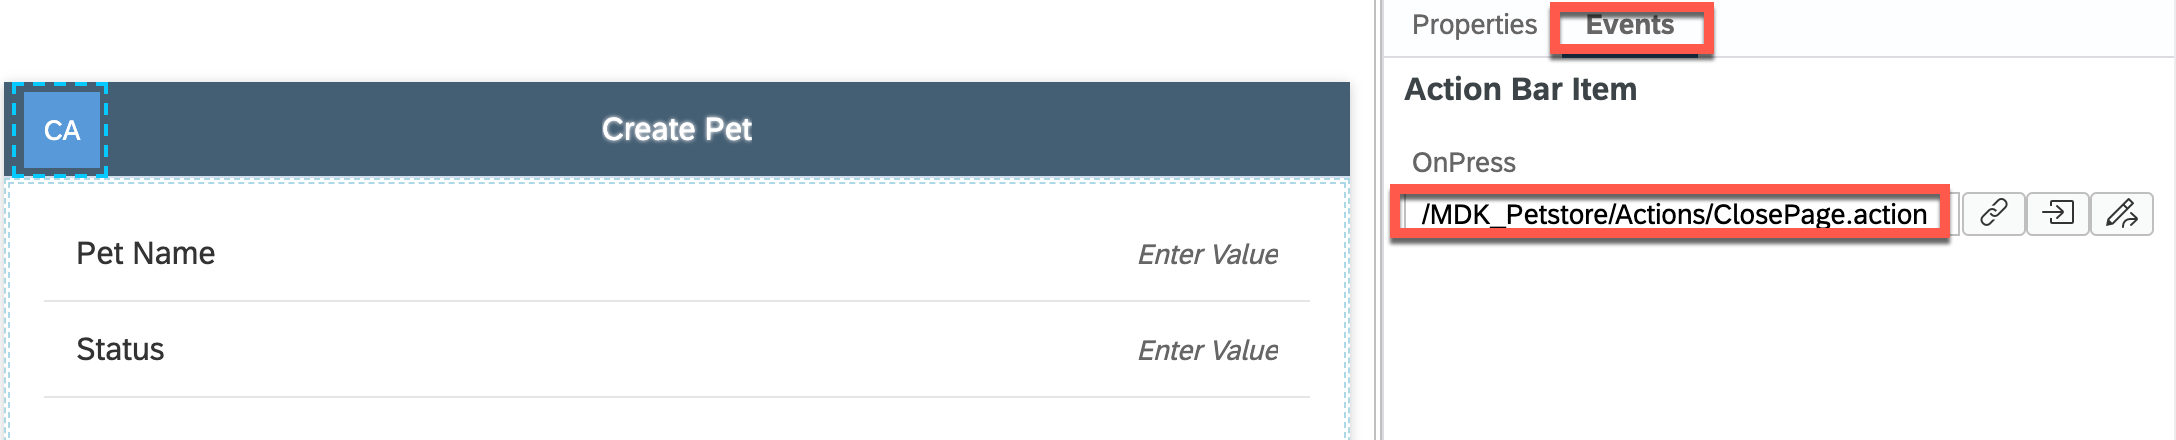 CA
Create Pet
Pet Name
Enter Value
Status
Enter Value
Properties
Events
Action Bar Item
OnPress
/MDK_Petstore/Actions/ClosePage.action